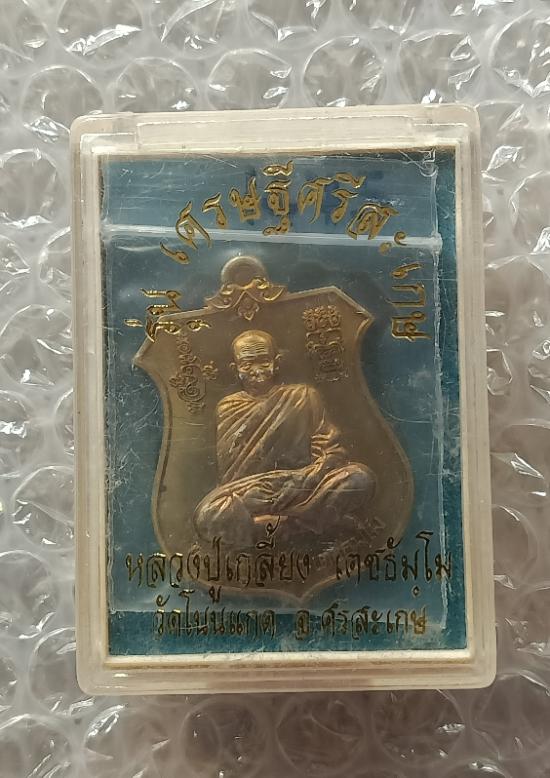 รุ่น เศรษฐีศรีสะเกษ
หลวงปู่เกลี้ยง เตชธัมฺโม
วัดโนนแกด จ.ศรีสะเกษ